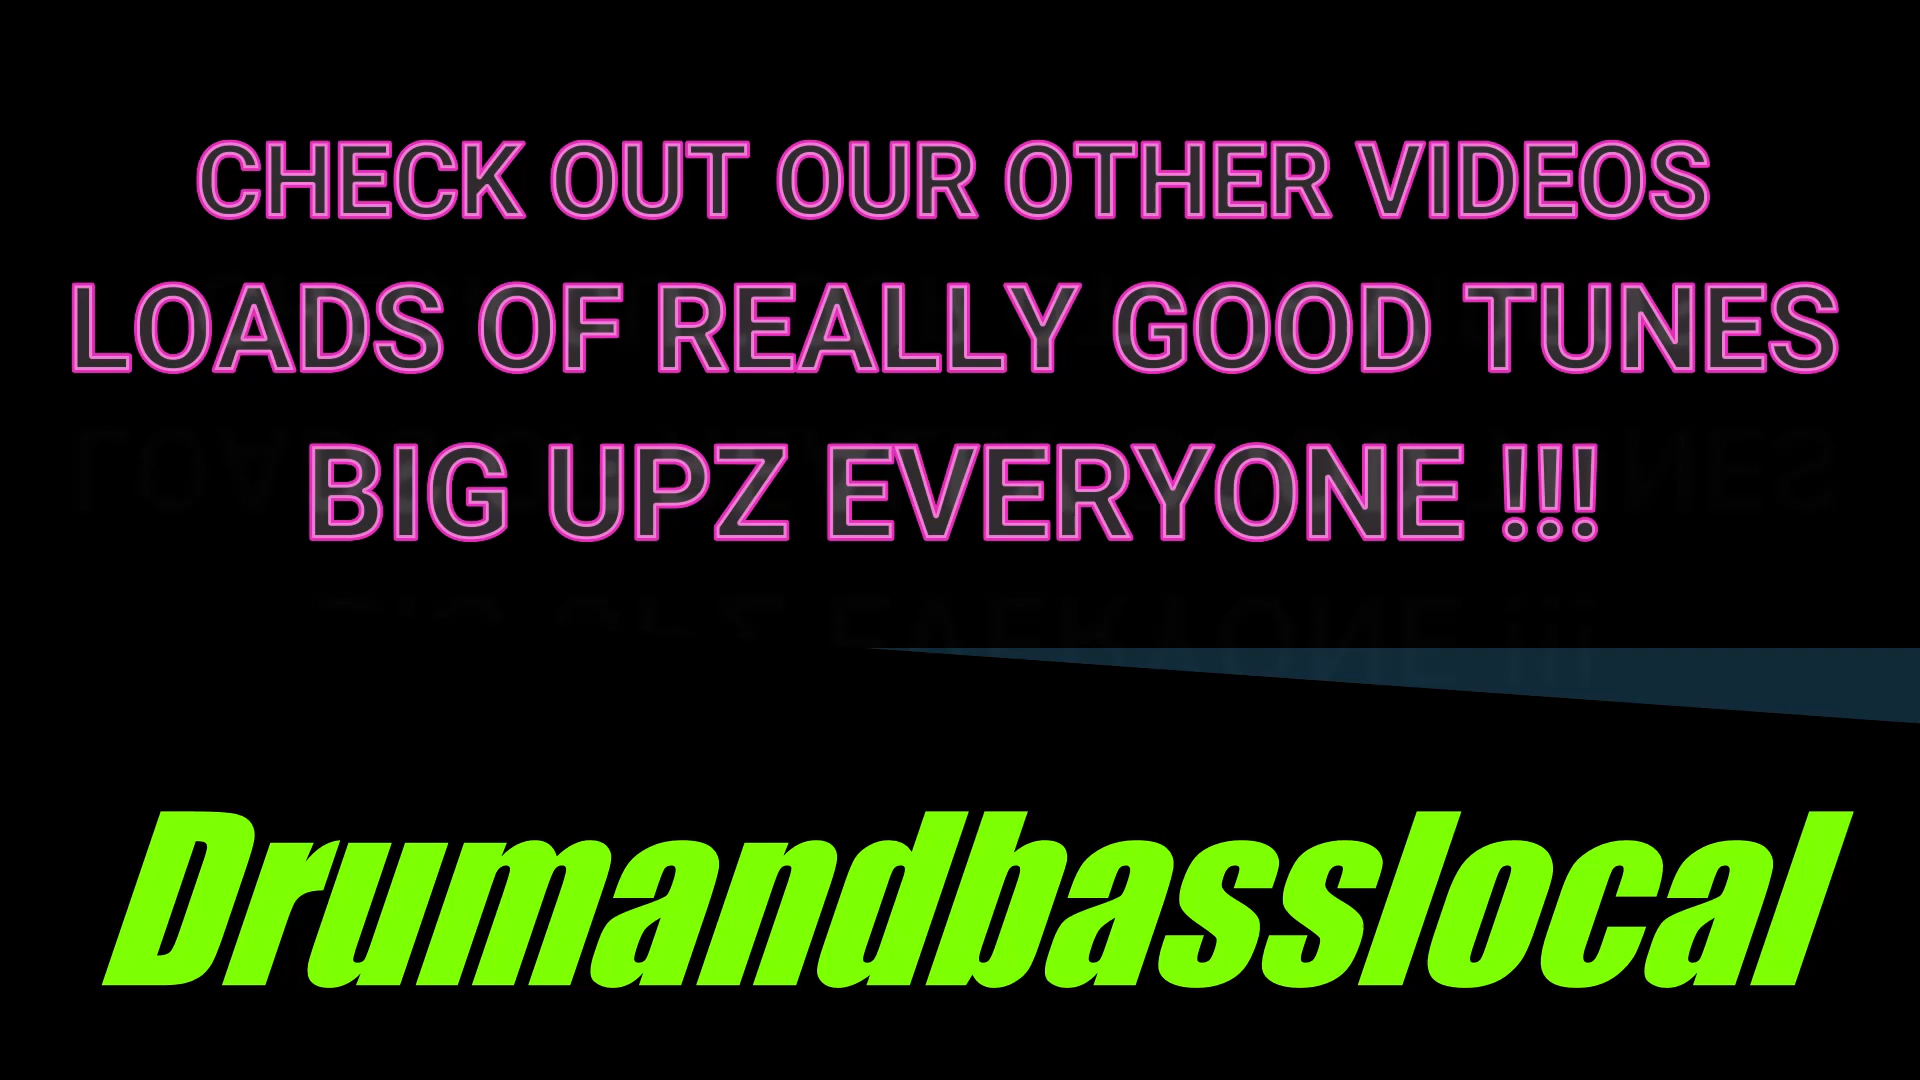 CHECK OUT OUR OTHER VIDEOS
LOADS OF REALLY GOOD TUNES
BIG UPZ EVERYONE !!!
Drumandbasslocal